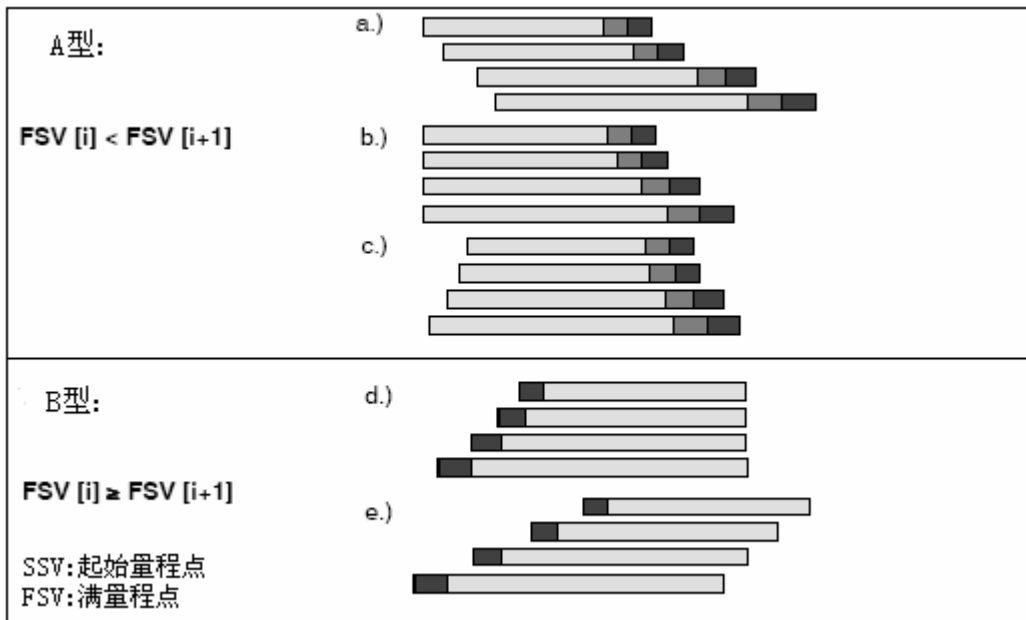 A型:
a.)
FSV [i] < FSV [i+1]
b.)
c.)
B型:
d.)
FSV [i] ≥ FSV [i+1]
e.)
SSV:起始量程点
FSV:满量程点